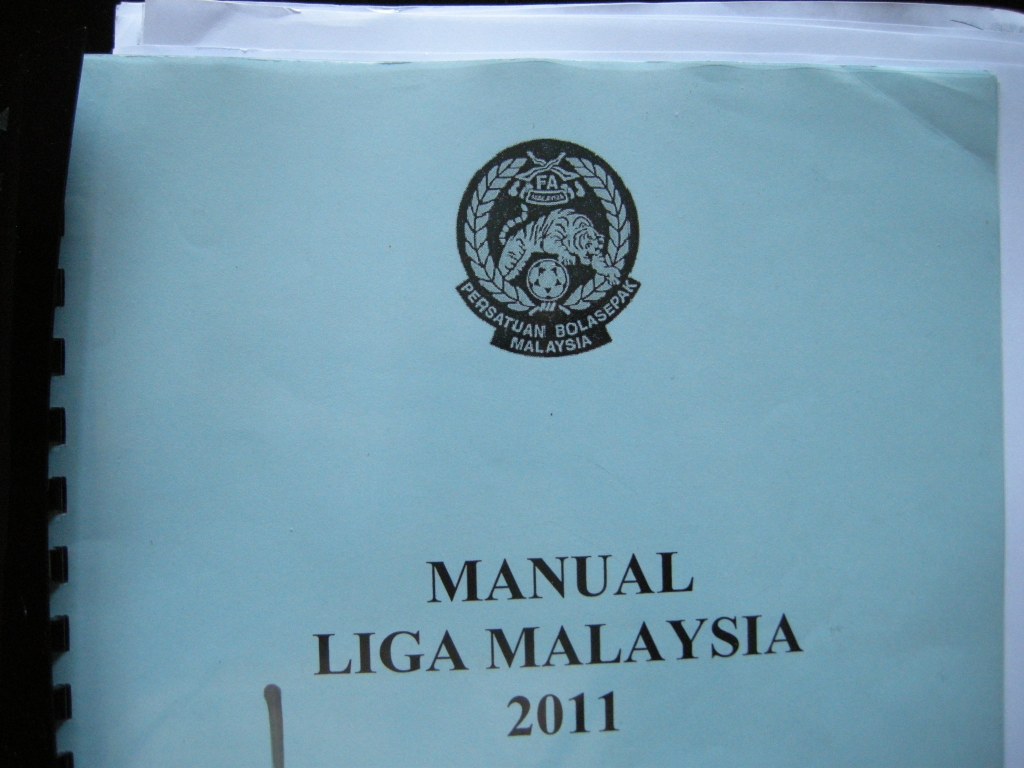 FA
MALAYSIA
PERSATUAN BOLASEPAK
MALAYSIA
MANUAL
LIGA MALAYSIA
2011